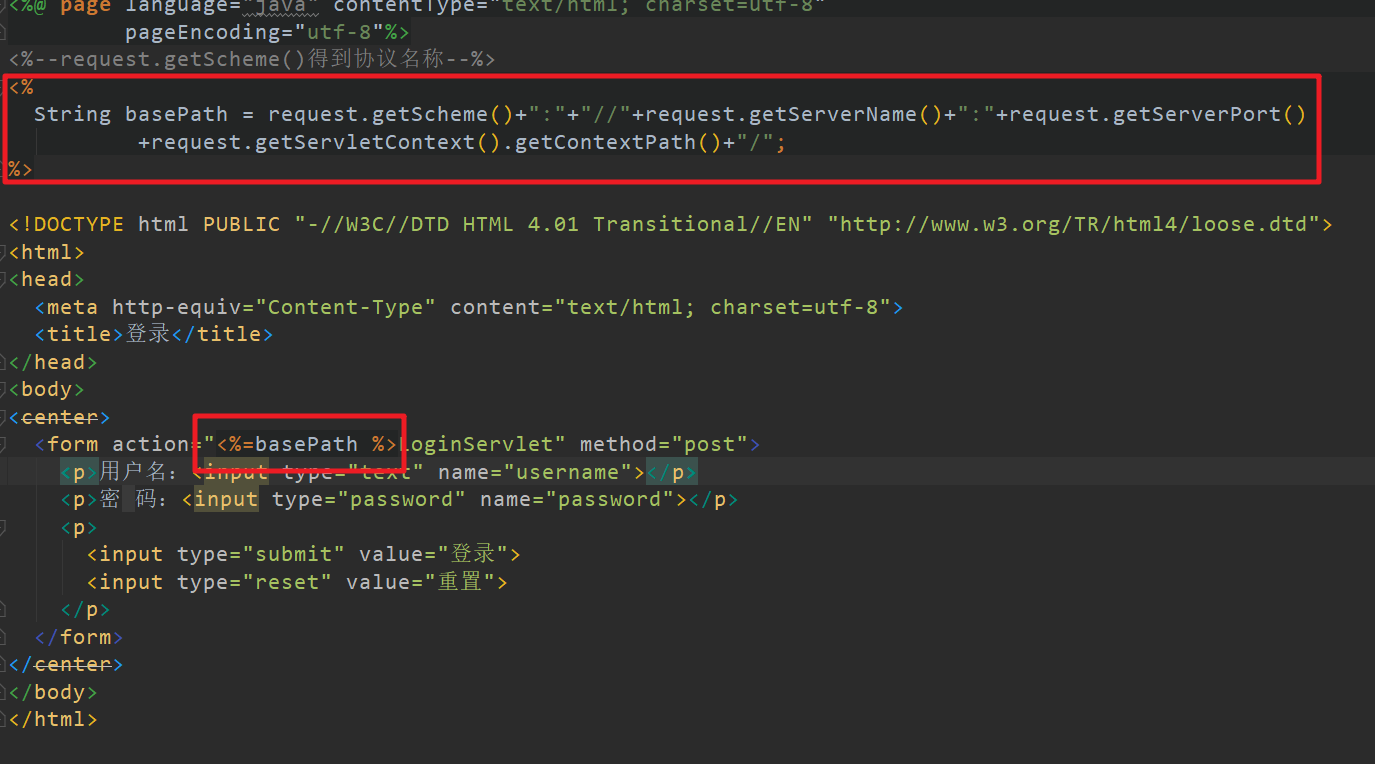 <%@ page language="java" contentType="text/html; charset=utf-8"
pageEncoding="utf-8"%>
<%--request.getScheme()得到协议名称--%>
<%
String basePath = request.getScheme()+":"+"//"+request.getServerName()+":"+request.getServerPort()
+request.getServletContext().getContextPath()+"/";
%>
<!DOCTYPE html PUBLIC "-//W3C//DTD HTML 4.01 Transitional//EN" "http://www.w3.org/TR/html4/loose.dtd">
<html>
<head>
<meta http-equiv="Content-Type" content="text/html; charset=utf-8">
<title>登录</title>
</head>
<body>
<center>
<form action="<%=basePath %>LoginServlet" method="post">
<p>用户名：<input type="text" name="username"></p>
<p>密 码：<input type="password" name="password"></p>
<p>
<input type="submit" value="登录">
<input type="reset" value="重置">
</p>
</form>
</center>
</body>
</html>